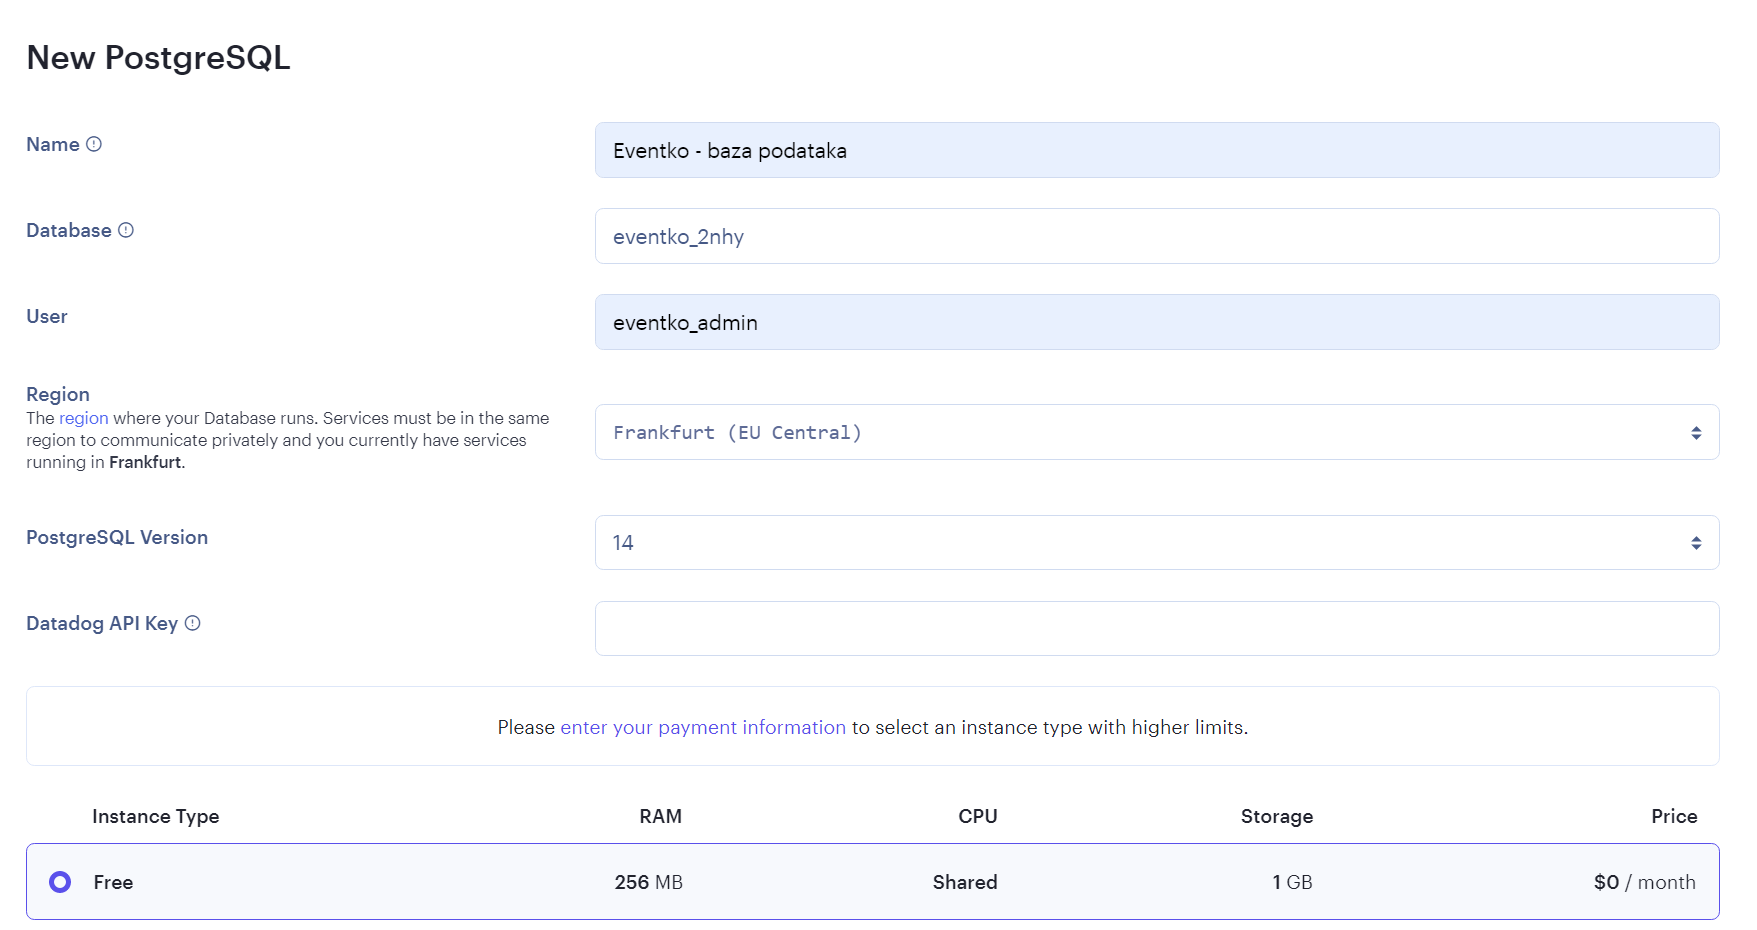 New PostgreSQL
Name
Eventko - baza podataka
Database
eventko_2nhy
User
eventko_admin
Region
The region where your Database runs. Services must be in the same
region to communicate privately and you currently have services
running in Frankfurt.
Frankfurt (EU Central)
PostgreSQL Version
14
Datadog API Key
Please enter your payment information to select an instance type with higher limits.
Instance Type RAM CPU Storage Price
Free 256 MB Shared 1 GB $0 / month